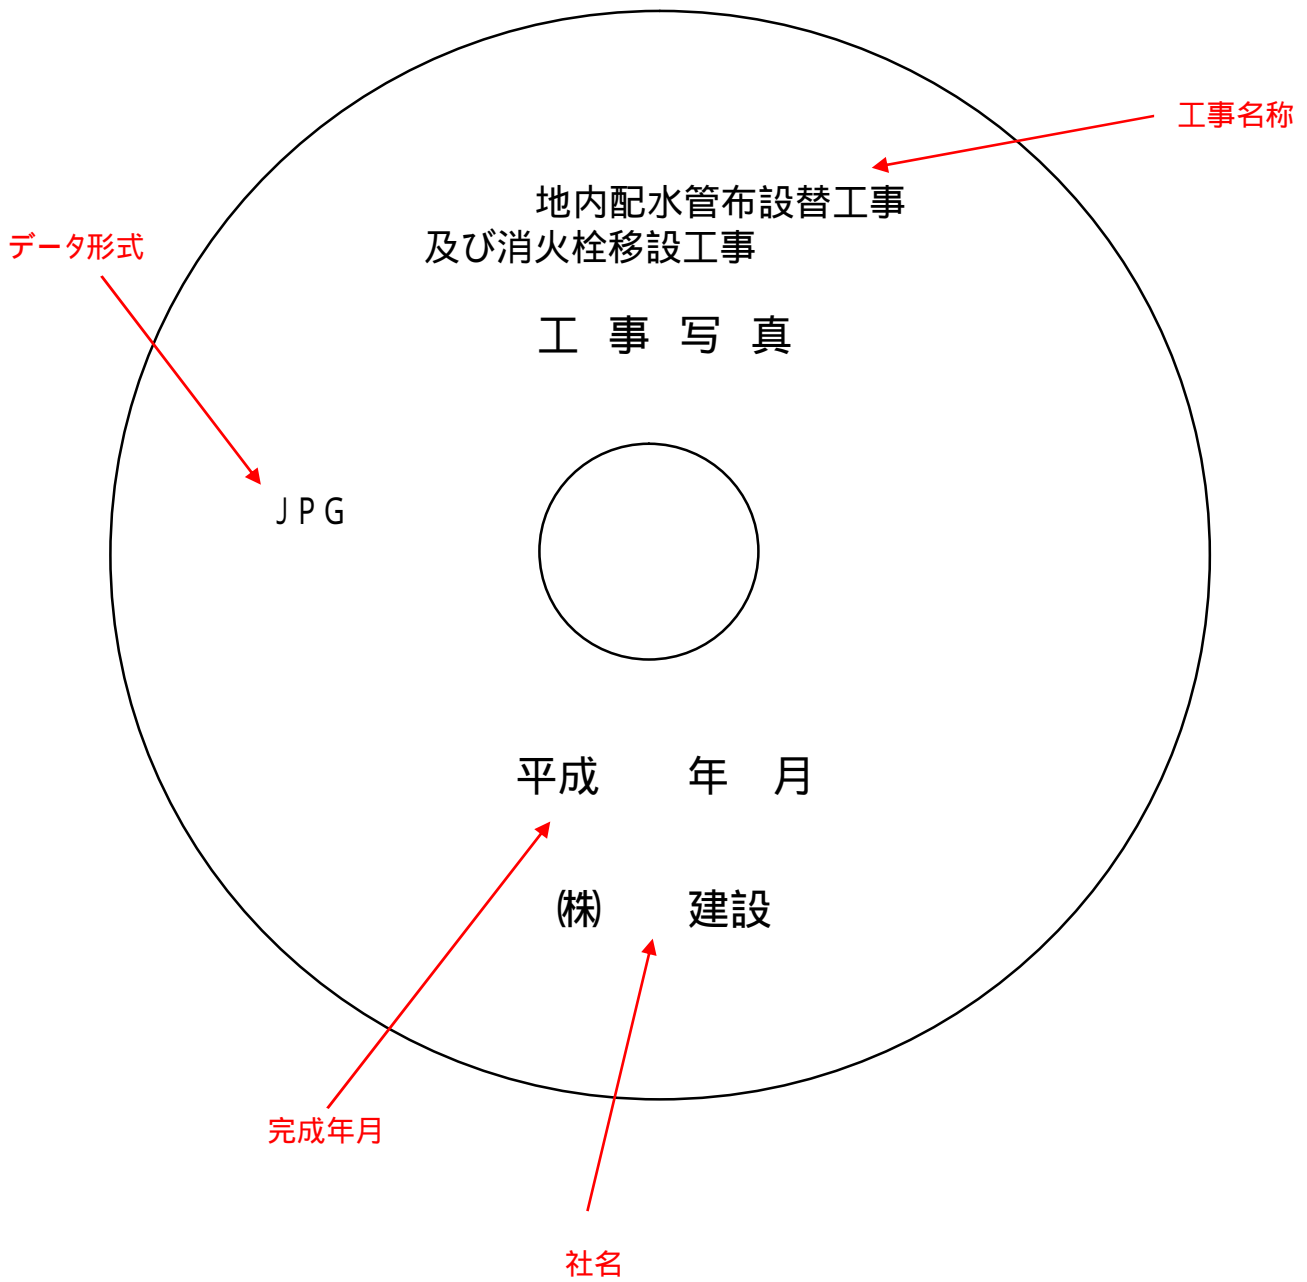 工事名称
地内配水管布設替工事
及び消火栓移設工事
データ形式
工 事 写 真
JPG
平成　　年　月
㈱　　建設
完成年月
社名